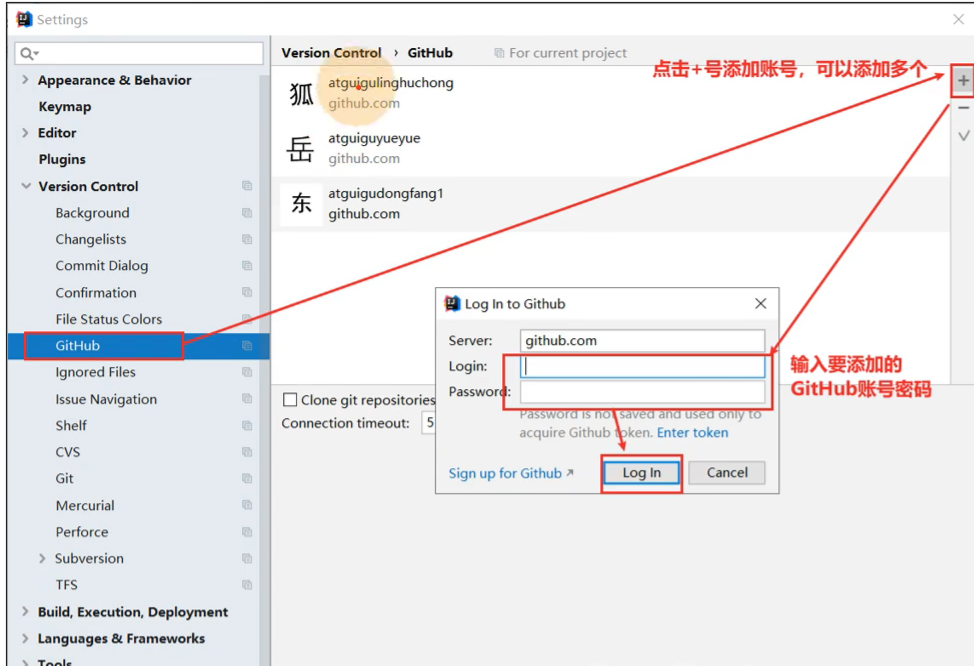 Settings
Appearance & Behavior
Keymap
Editor
Plugins
Version Control
Background
Changelists
Commit Dialog
Confirmation
File Status Colors
GitHub
Ignored Files
Issue Navigation
Shelf
CVS
Git
Mercurial
Perforce
Subversion
TFS
Build, Execution, Deployment
Languages & Frameworks
Tools
Version Control › GitHub
For current project
点击+号添加账号，可以添加多个
狐
atguigulinghuchong
github.com
岳
atguiguyueyue
github.com
东
atguigudongfang1
github.com
Clone git repositories
Connection timeout: 5
Log In to Github
Server: github.com
Login:
Password:
Password is not saved and used only to
acquire Github token. Enter token
Sign up for Github
Log In
Cancel
输入要添加的
GitHub账号密码